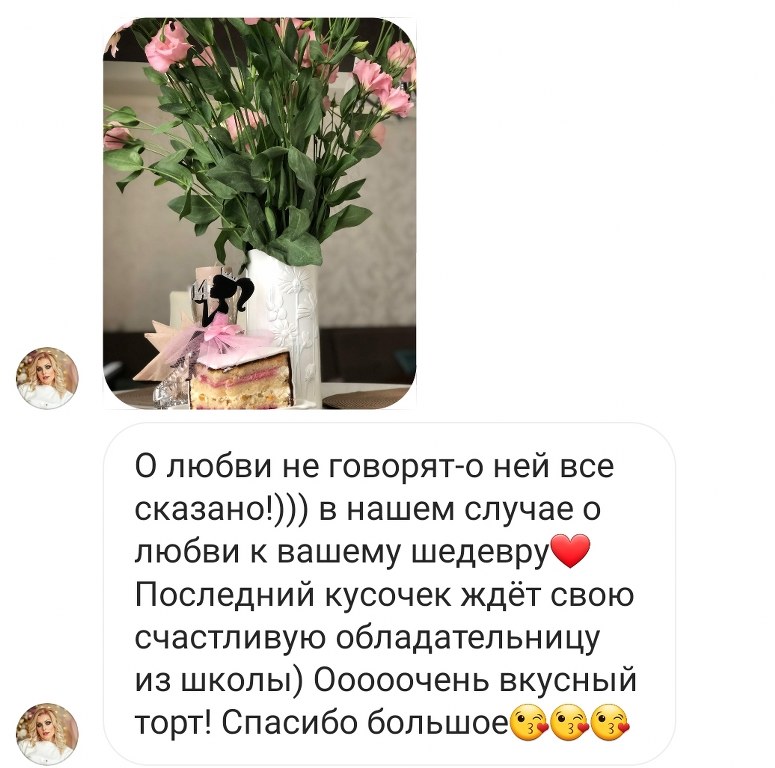 О любви не говорят-о ней все
сказано!))) в нашем случае о
любви к вашему шедевру❤️
Последний кусочек ждёт свою
счастливую обладательницу
из школы) Ооооочень вкусный
торт! Спасибо большое😘😘😘